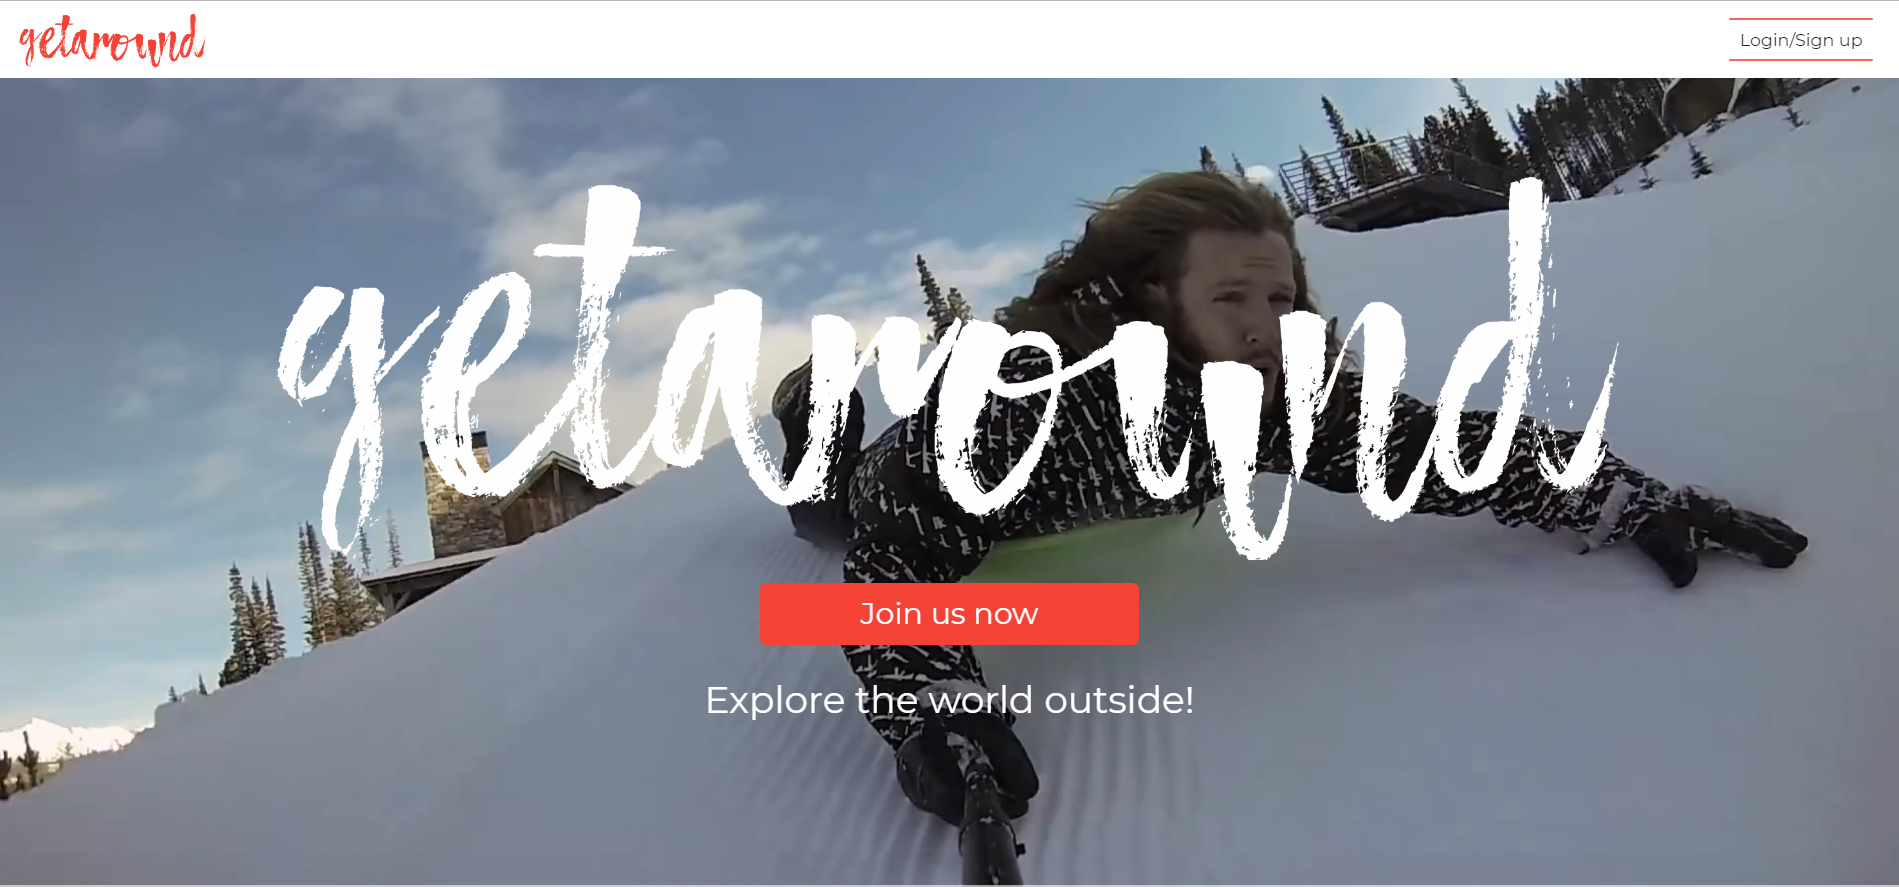 getaround
Login/Sign up
getaround
Join us now
Explore the world outside!